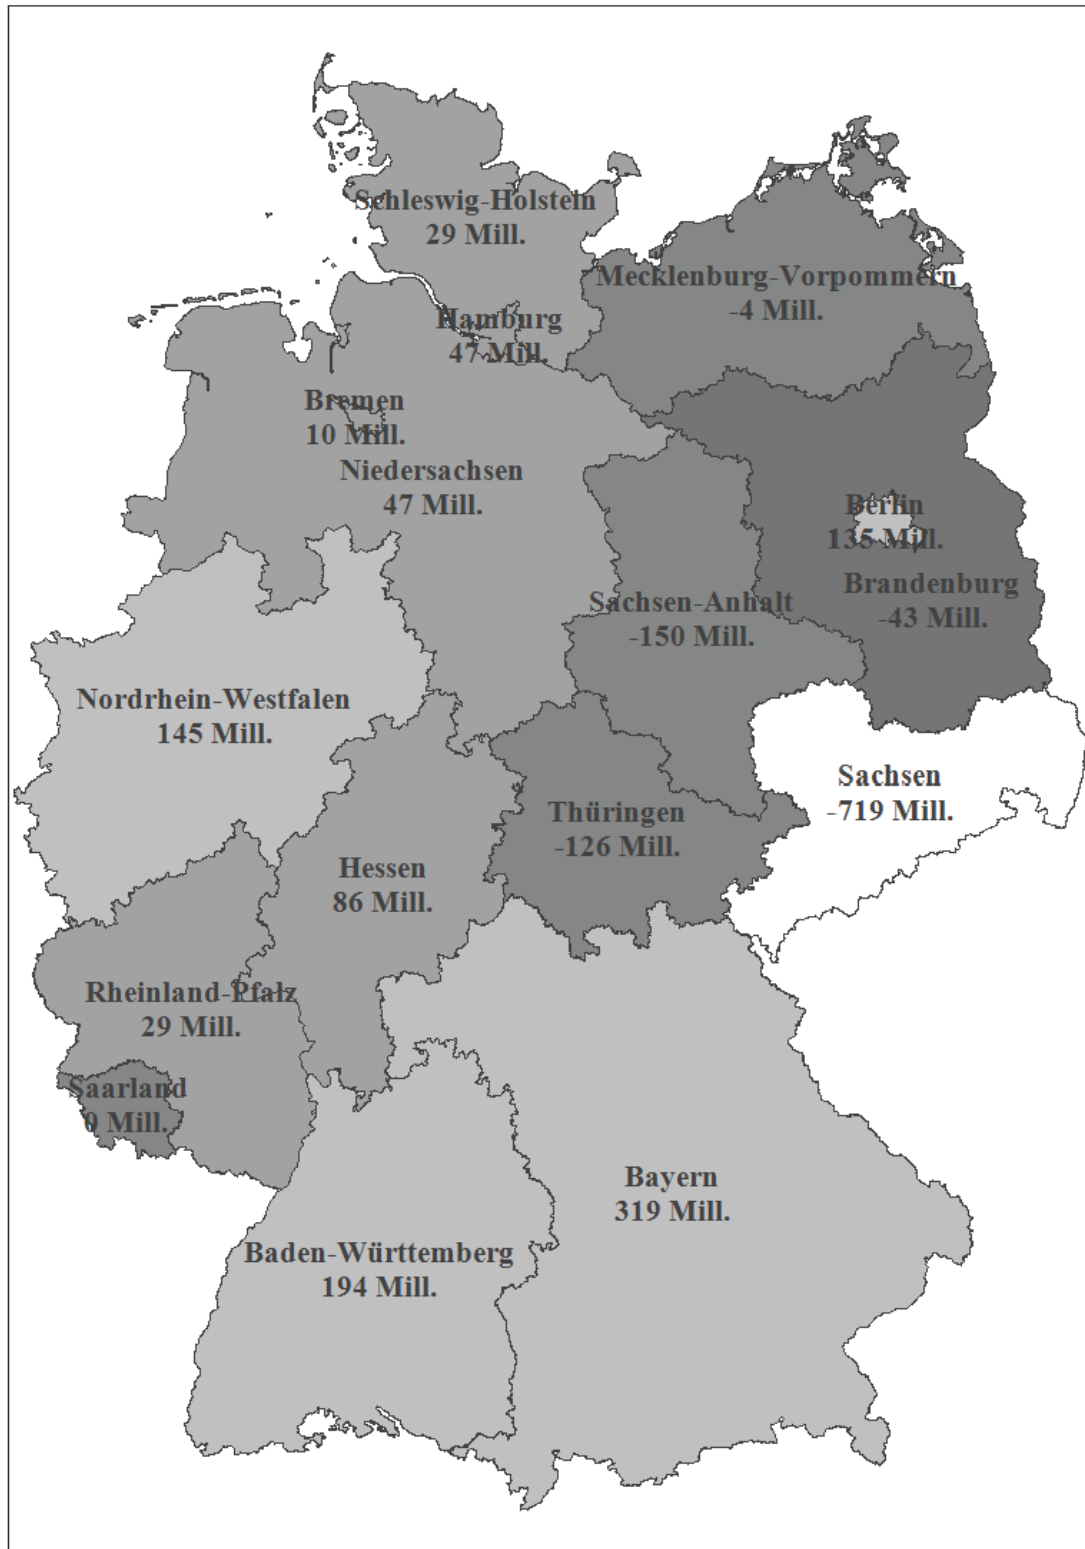 Schleswig-Holstein
29 Mill.
Mecklenburg-Vorpommern
-4 Mill.
Hamburg
47 Mill.
Bremen
10 Mill.
Niedersachsen
47 Mill.
Berlin
135 Mill.
Brandenburg
-43 Mill.
Sachsen-Anhalt
-150 Mill.
Nordrhein-Westfalen
145 Mill.
Sachsen
-719 Mill.
Thüringen
-126 Mill.
Hessen
86 Mill.
Rheinland-Pfalz
29 Mill.
Saarland
0 Mill.
Bayern
319 Mill.
Baden-Württemberg
194 Mill.